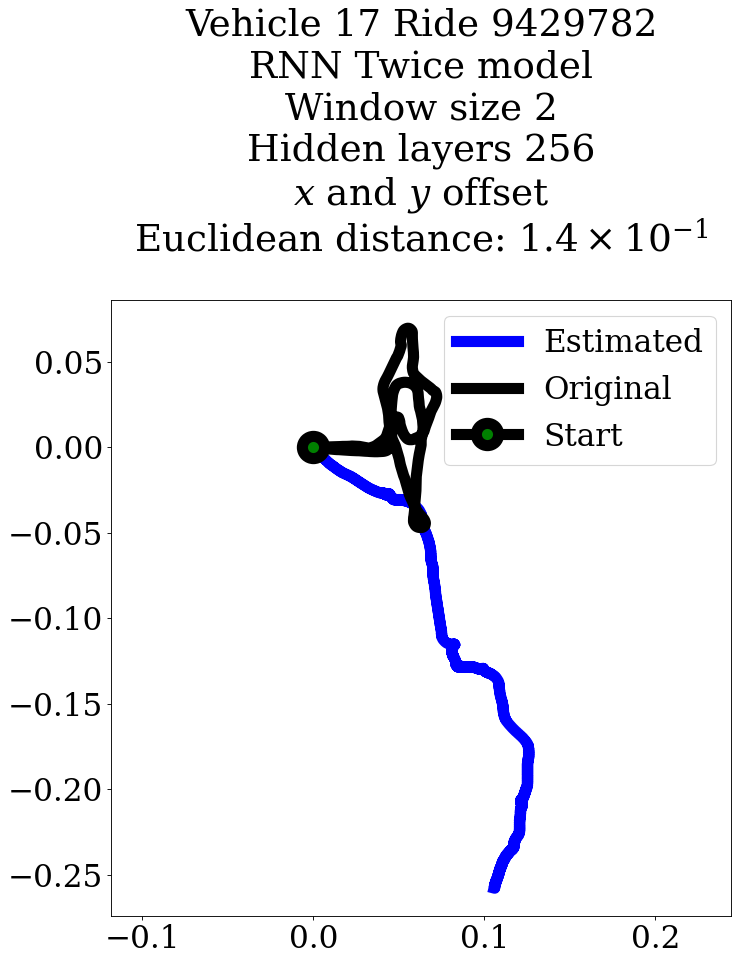 Vehicle 17 Ride 9429782
RNN Twice model
Window size 2
Hidden layers 256
x and y offset
Euclidean distance: 1.4 × 10⁻¹
Estimated
Original
Start
0.05
0.00
−0.05
−0.10
−0.15
−0.20
−0.25
−0.1
0.0
0.1
0.2